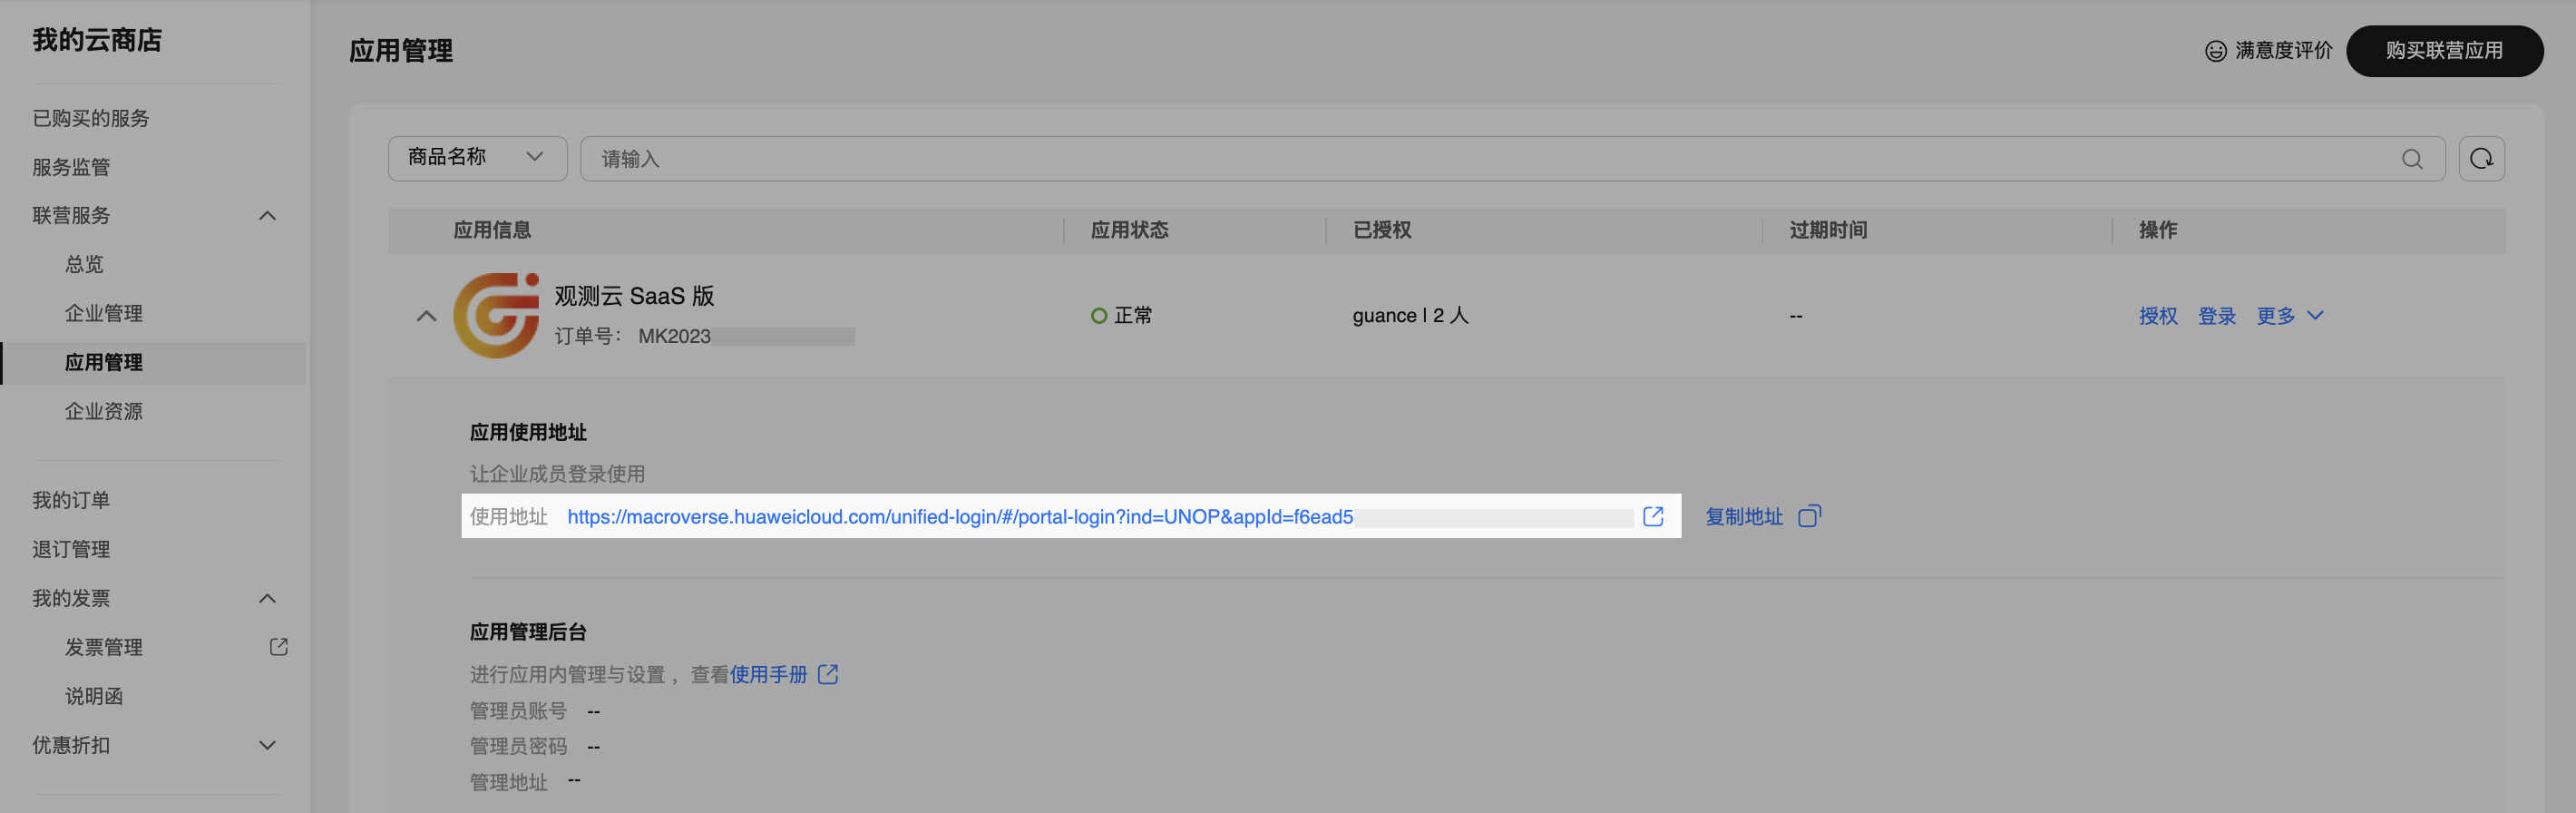 我的云商店
已购买的服务
服务监管
联营服务
总览
企业管理
应用管理
企业资源
我的订单
退订管理
我的发票
发票管理
说明函
优惠折扣
应用管理
满意度评价
购买联营应用
商品名称
请输入
应用信息 应用状态 已授权 过期时间 操作
观测云 SaaS 版
订单号： MK2023
正常
guance | 2 人
--
授权 登录 更多
应用使用地址
让企业成员登录使用
使用地址 https://macroverse.huaweicloud.com/unified-login/#/portal-login?ind=UNOP&appId=f6ead5
复制地址
应用管理后台
进行应用内管理与设置，查看使用手册
管理员账号 --
管理员密码 --
管理地址 --